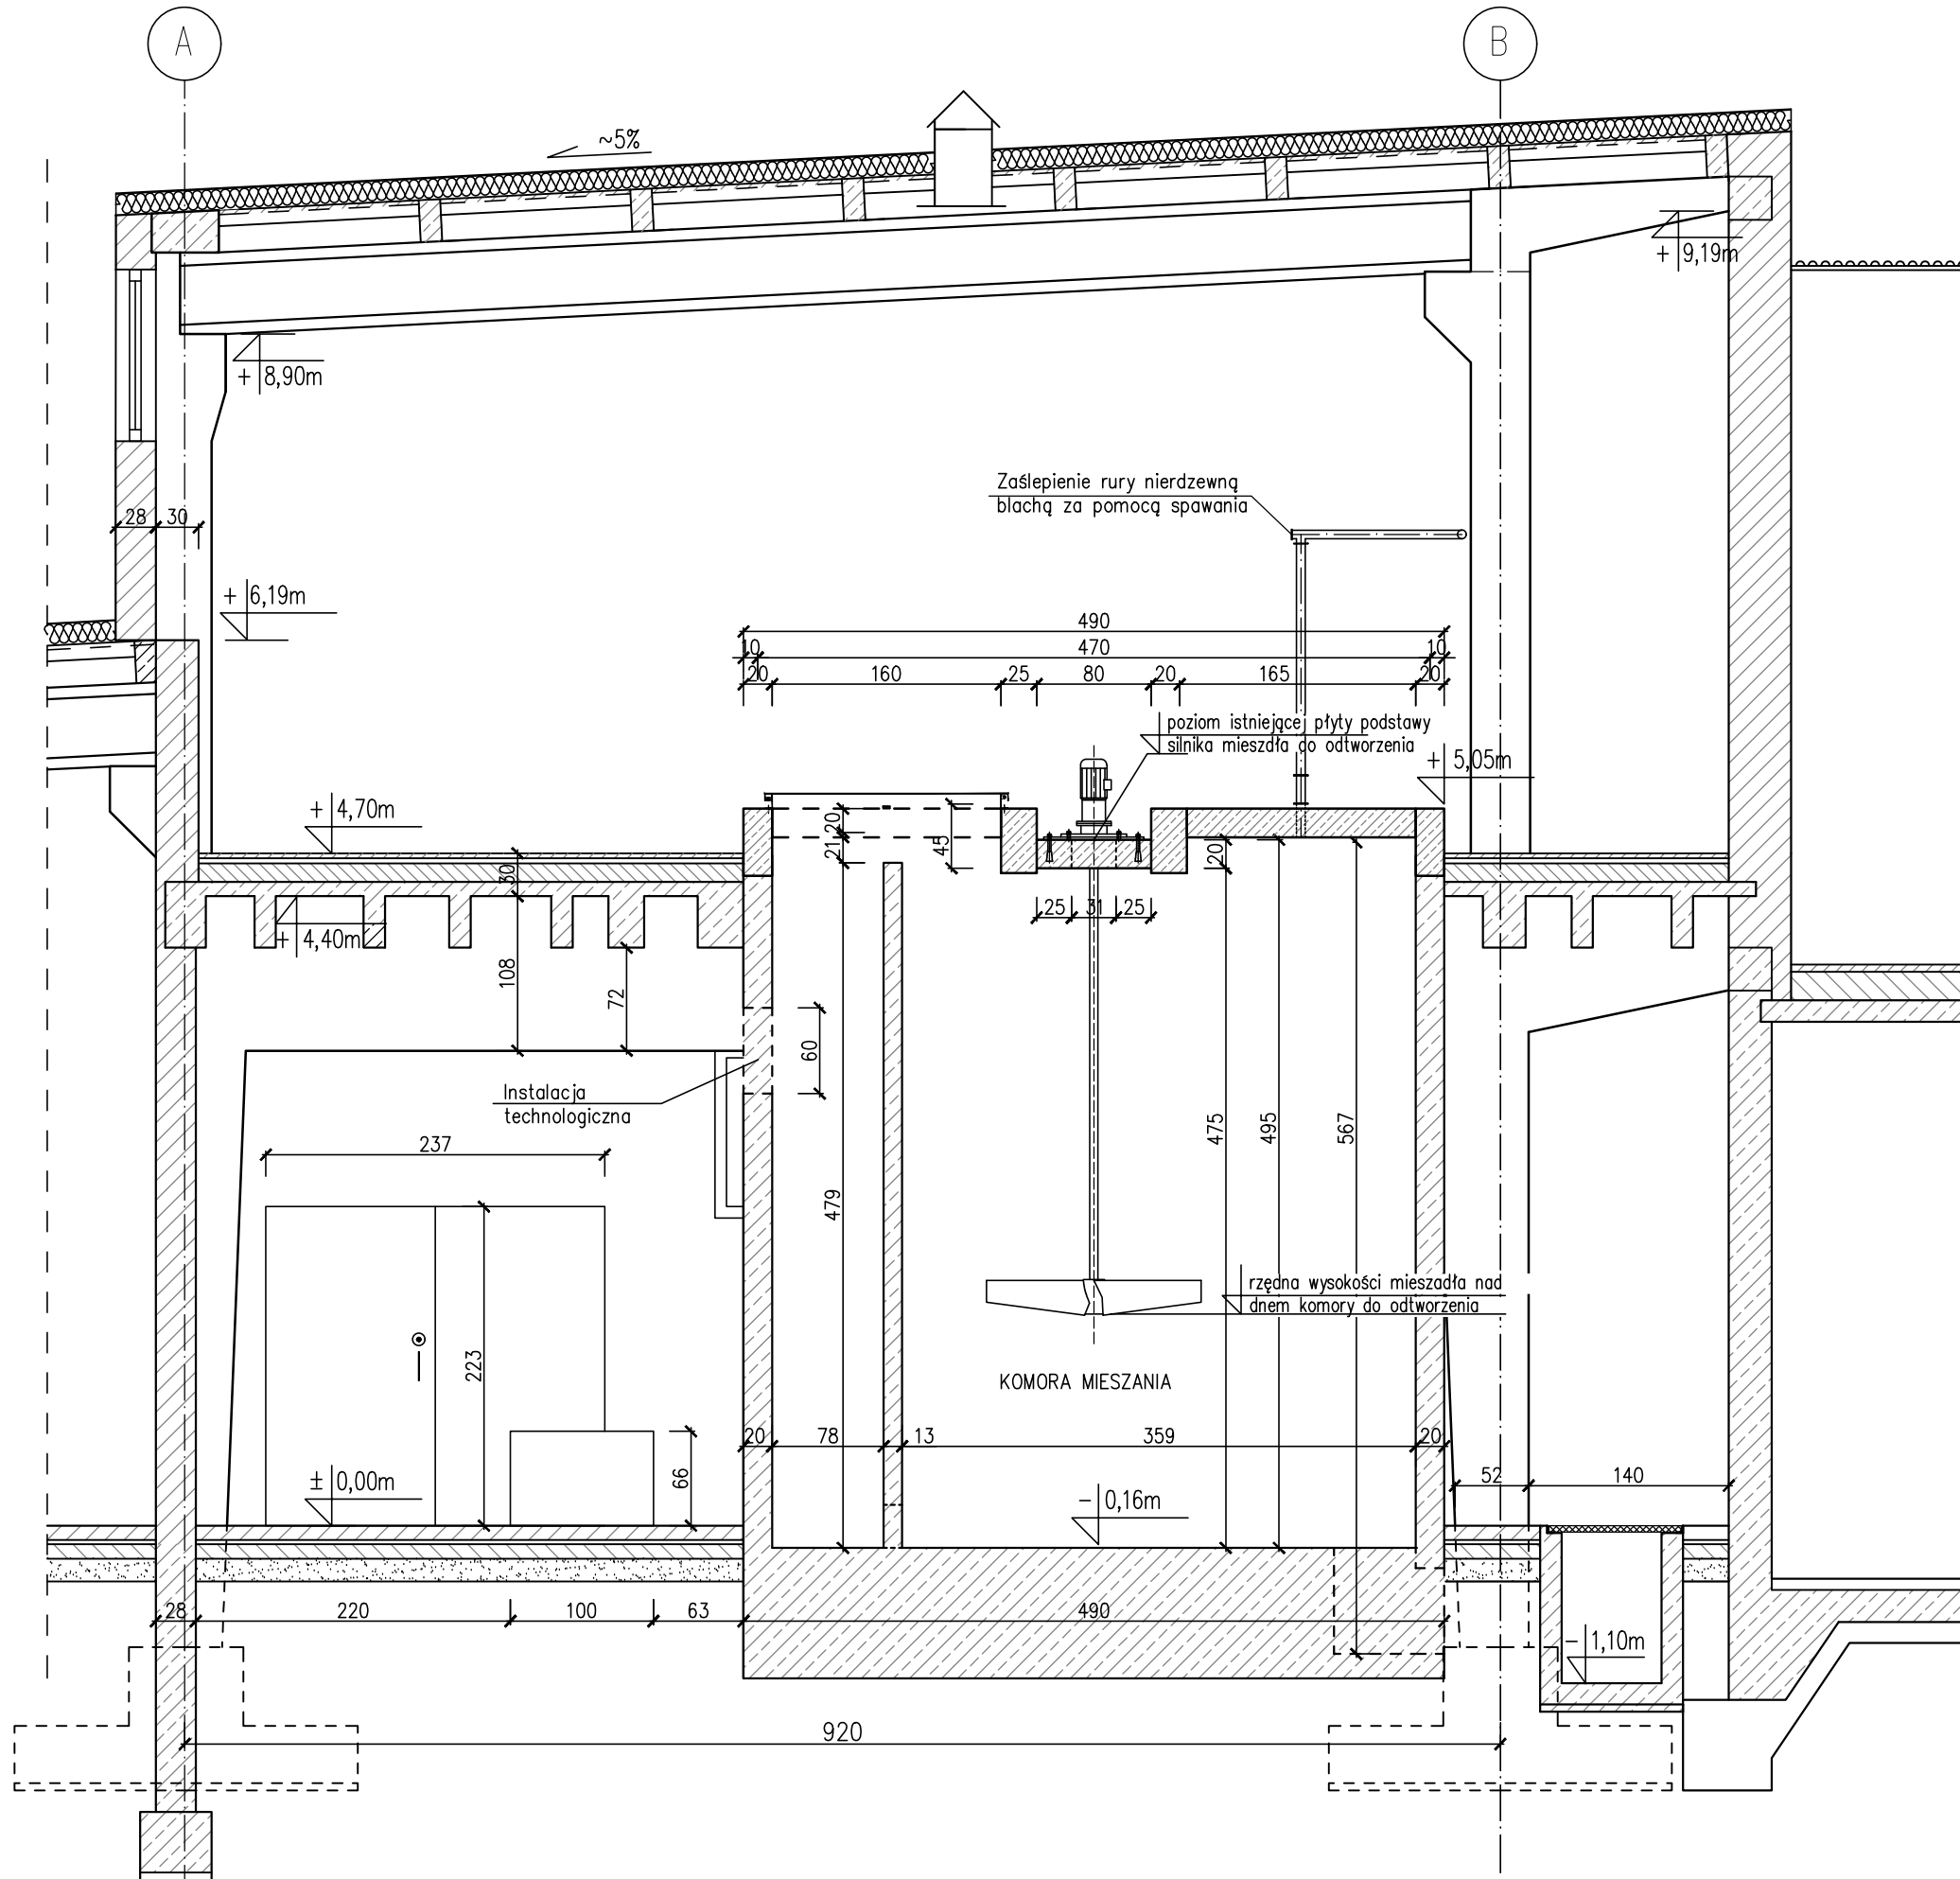 A
B
~5%
+ 9,19m
+ 8,90m
Zaślepienie rury nierdzewną
blachą za pomocą spawania
28 30
+ 6,19m
490
10 470 10
20 160 25 80 20 165 20
poziom istniejącej płyty podstawy
silnika mieszdła do odtworzenia
+ 5,05m
+ 4,70m
20
21
45
20
30
25 31 25
+ 4,40m
108
72
60
Instalacja
technologiczna
475
495
567
237
479
rzędna wysokości mieszadła nad
dnem komory do odtworzenia
223
KOMORA MIESZANIA
20 78 13 359 20
66
52 140
± 0,00m
- 0,16m
28 220 100 63 490
- 1,10m
920